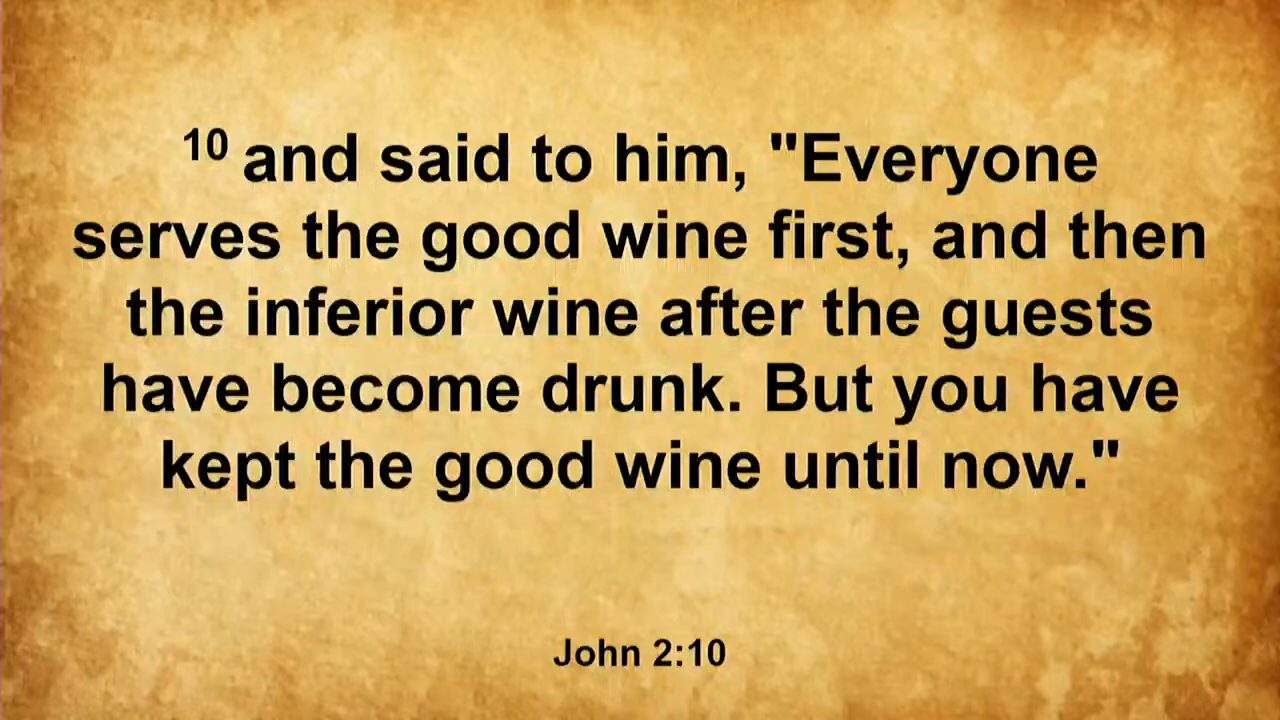 10 and said to him, "Everyone
serves the good wine first, and then
the inferior wine after the guests
have become drunk. But you have
kept the good wine until now."
John 2:10